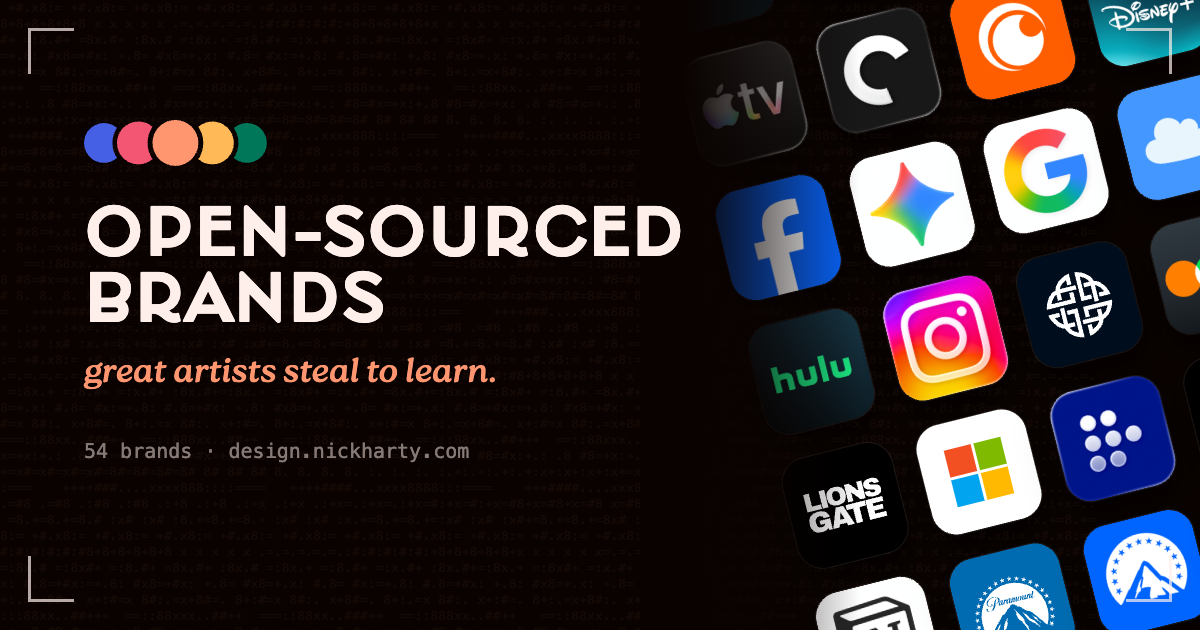 OPEN-SOURCED
BRANDS
great artists steal to learn.
54 brands · design.nickharty.com
tv
Disney+
hulu
LIONS
GATE
Paramount